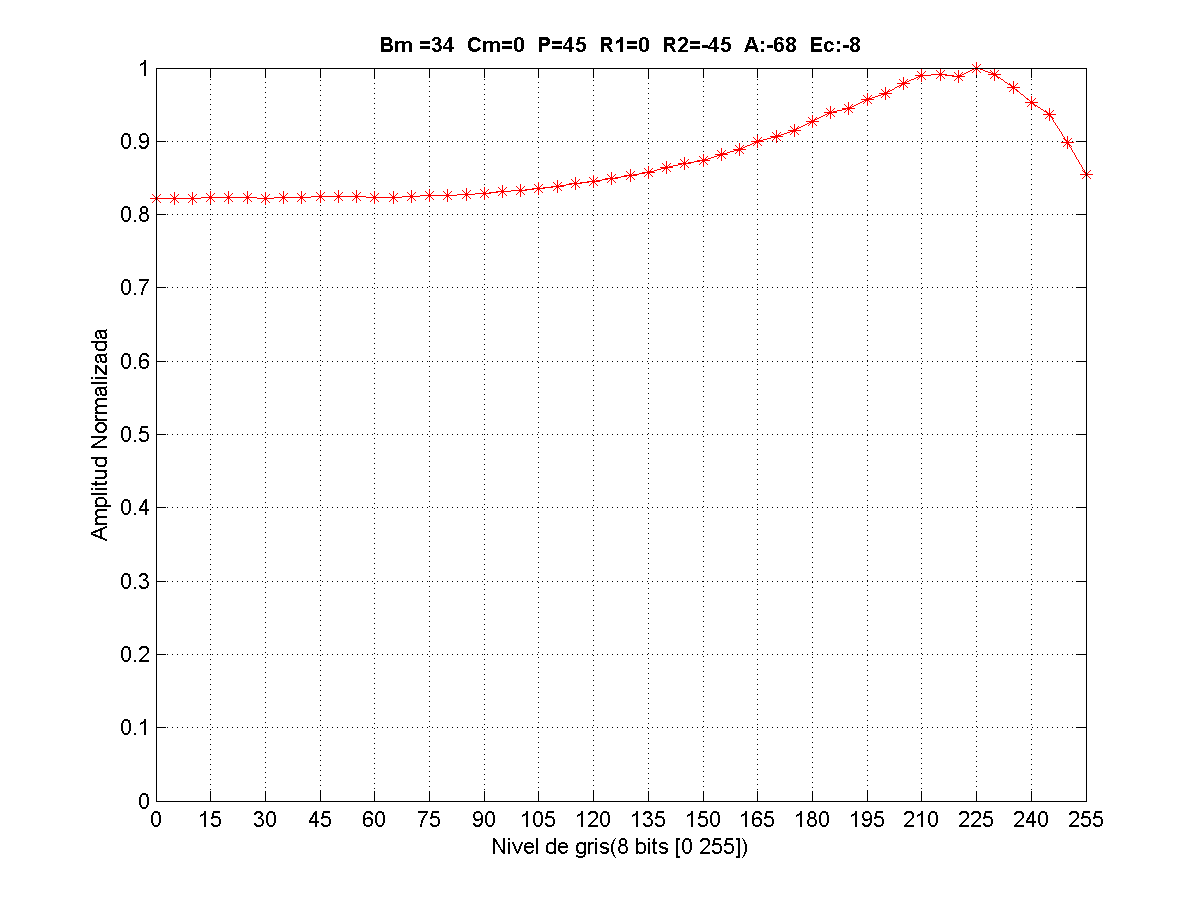 Bm =34  Cm=0  P=45  R1=0  R2=-45  A:-68  Ec:-8
1
0.9
0.8
0.7
0.6
0.5
0.4
0.3
0.2
0.1
0
Amplitud Normalizada
0 15 30 45 60 75 90 105 120 135 150 165 180 195 210 225 240 255
Nivel de gris(8 bits [0 255])